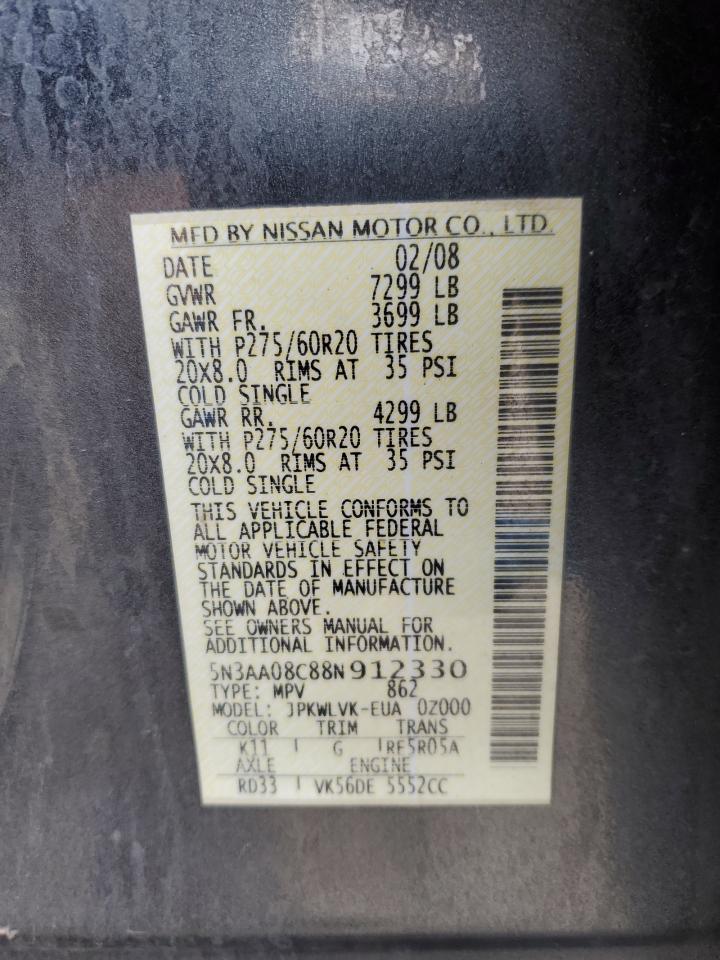 MFD BY NISSAN MOTOR CO., LTD.
DATE 02/08
GVWR 7299 LB
GAWR FR. 3699 LB
WITH P275/60R20 TIRES
20X8.0 RIMS AT 35 PSI
COLD SINGLE
GAWR RR. 4299 LB
WITH P275/60R20 TIRES
20X8.0 RIMS AT 35 PSI
COLD SINGLE
THIS VEHICLE CONFORMS TO
ALL APPLICABLE FEDERAL
MOTOR VEHICLE SAFETY
STANDARDS IN EFFECT ON
THE DATE OF MANUFACTURE
SHOWN ABOVE.
SEE OWNERS MANUAL FOR
ADDITIONAL INFORMATION.
5N3AA08C88N912330
TYPE: MPV 862
MODEL: JPKWLVK-EUA 0Z000
COLOR TRIM TRANS
K11 G RE5R05A
AXLE ENGINE
RD33 VK56DE 5552CC